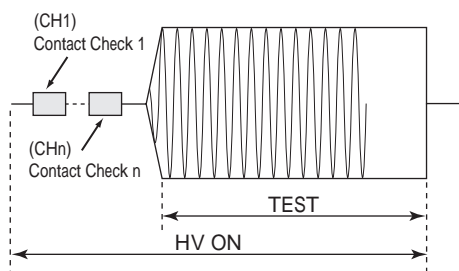 (CH1)
Contact Check 1
(CHn)
Contact Check n
TEST
HV ON